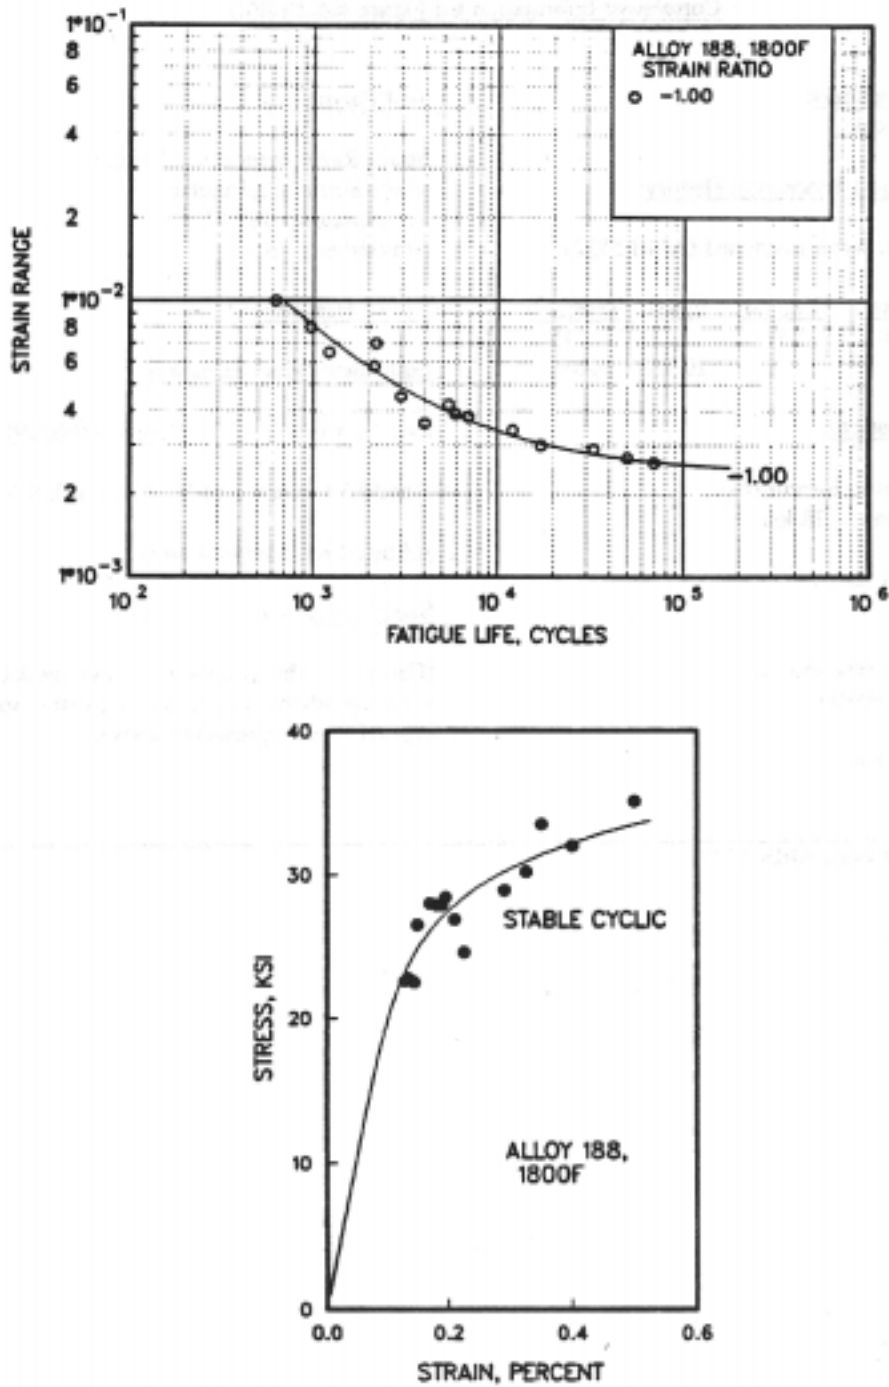 1*10^-1
8
6
4
2
1*10^-2
8
6
4
2
1*10^-3
STRAIN RANGE
ALLOY 188, 1800F
STRAIN RATIO
o -1.00
-1.00
10^2 10^3 10^4 10^5 10^6
FATIGUE LIFE, CYCLES
40
30
20
10
0
STRESS, KSI
STABLE CYCLIC
ALLOY 188,
1800F
0.0 0.2 0.4 0.6
STRAIN, PERCENT